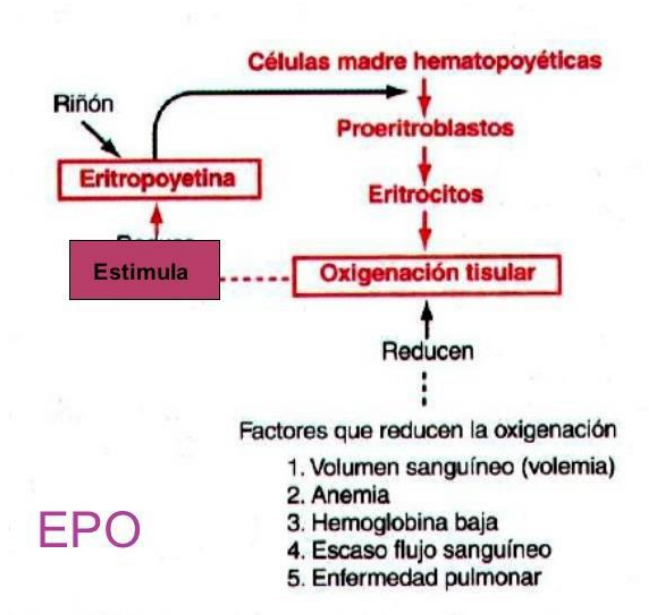 Células madre hematopoyéticas
Riñón
Proeritroblastos
Eritropoyetina
Eritrocitos
Estimula
Oxigenación tisular
Reducen
Factores que reducen la oxigenación
1. Volumen sanguíneo (volemia)
2. Anemia
3. Hemoglobina baja
4. Escaso flujo sanguíneo
5. Enfermedad pulmonar
EPO